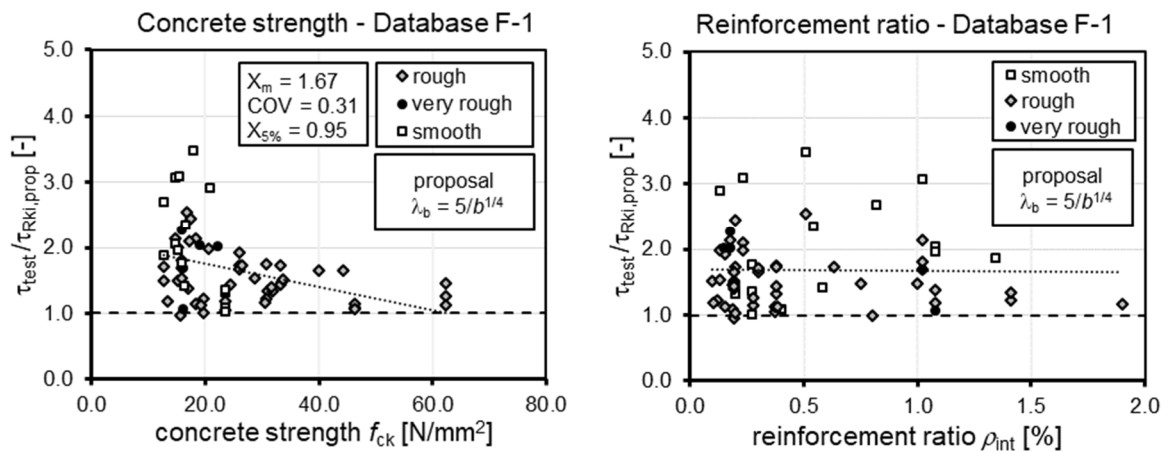 Concrete strength - Database F-1
5.0
4.0
3.0
2.0
1.0
0.0
τtest/τRki,prop [-]
Xm = 1.67
COV = 0.31
X5% = 0.95
rough
very rough
smooth
proposal
λb = 5/b1/4
0.0 20.0 40.0 60.0 80.0
concrete strength fck [N/mm2]
Reinforcement ratio - Database F-1
5.0
4.0
3.0
2.0
1.0
0.0
τtest/τRki,prop [-]
smooth
rough
very rough
proposal
λb = 5/b1/4
0.0 0.5 1.0 1.5 2.0
reinforcement ratio ρint [%]